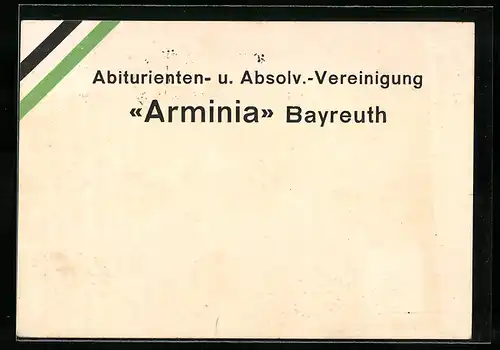 Abiturienten- u. Absolv.-Vereinigung
«Arminia» Bayreuth